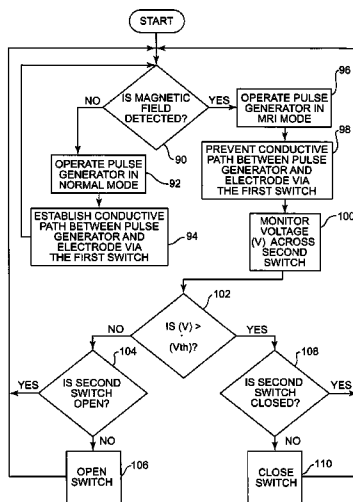 START
IS MAGNETIC
FIELD
DETECTED?
NO
YES
90
96
OPERATE PULSE
GENERATOR IN
MRI MODE
98
OPERATE PULSE
GENERATOR IN
NORMAL MODE
92
PREVENT CONDUCTIVE
PATH BETWEEN PULSE
GENERATOR AND
ELECTRODE VIA
THE FIRST SWITCH
ESTABLISH CONDUCTIVE
PATH BETWEEN PULSE
GENERATOR AND
ELECTRODE VIA
THE FIRST SWITCH
94
100
MONITOR
VOLTAGE
(V) ACROSS
SECOND
SWITCH
102
NO
IS (V) >
(Vth)?
YES
104
108
YES
IS SECOND
SWITCH
OPEN?
IS SECOND
SWITCH
CLOSED?
YES
NO
NO
OPEN
SWITCH
106
CLOSE
SWITCH
110